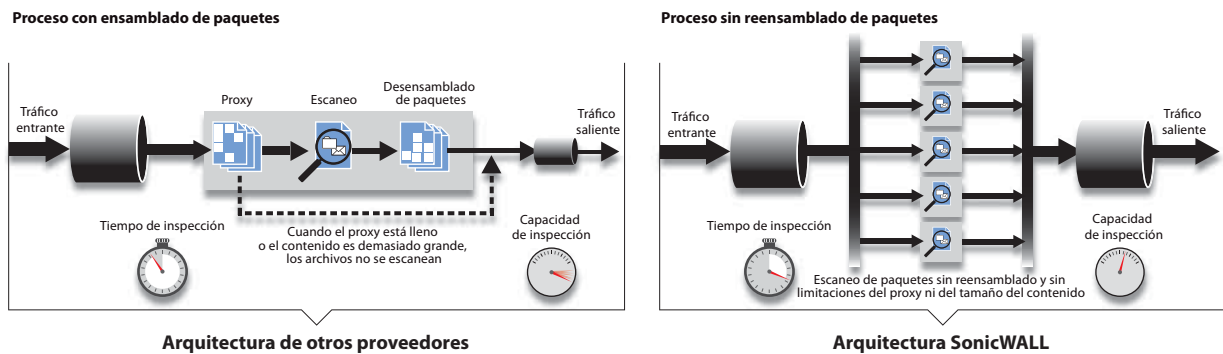 Proceso con ensamblado de paquetes
Tráfico
entrante
Proxy
Escaneo
Desensamblado
de paquetes
Tráfico
saliente
Cuando el proxy está lleno
o el contenido es demasiado grande,
los archivos no se escanean
Tiempo de inspección
Capacidad
de inspección
Arquitectura de otros proveedores
Proceso sin reensamblado de paquetes
Tráfico
entrante
Tráfico
saliente
Tiempo de inspección
Capacidad
de inspección
Escaneo de paquetes sin reensamblado y sin
limitaciones del proxy ni del tamaño del contenido
Arquitectura SonicWALL